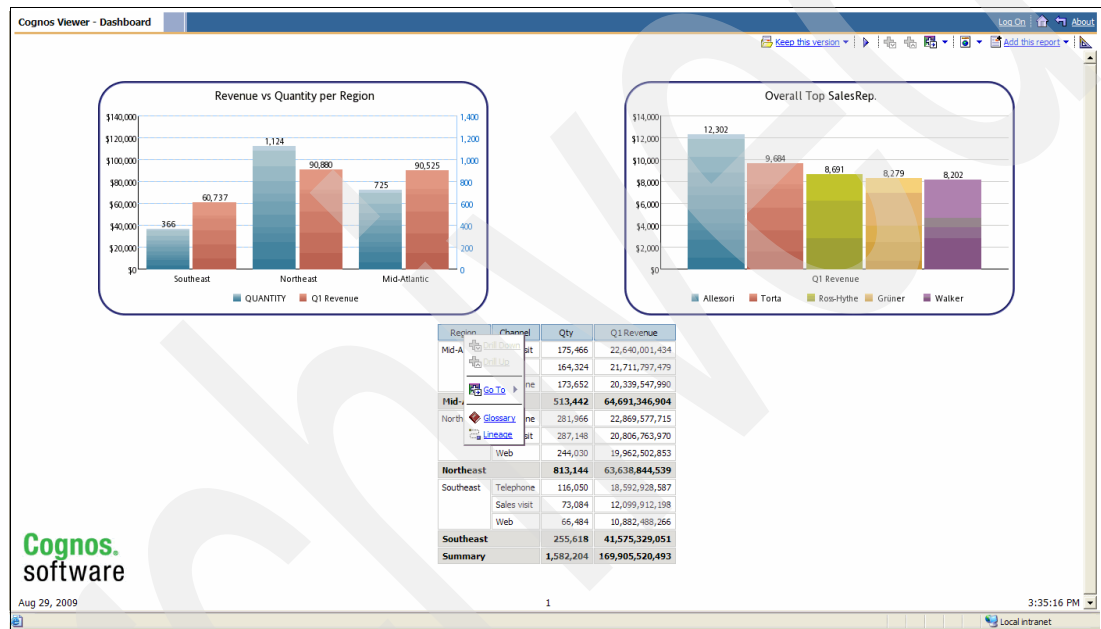 Cognos Viewer - Dashboard
Log On
About
Keep this version
Add this report
Revenue vs Quantity per Region
$140,000
$120,000
$100,000
$80,000
$60,000
$40,000
$20,000
$0
1,400
1,200
1,000
800
600
400
200
0
366
60,737
1,124
90,880
725
90,525
Southeast Northeast Mid-Atlantic
QUANTITY Q1 Revenue
Overall Top SalesRep.
$14,000
$12,000
$10,000
$8,000
$6,000
$4,000
$2,000
$0
12,302
9,684
8,691
8,279
8,202
Q1 Revenue
Allessori Torta Ross-Hythe Grüner Walker
Region Channel Qty Q1 Revenue
Mid-A sit 175,466 22,640,001,434
164,324 21,711,797,479
ne 173,652 20,339,547,990
Mid- 513,442 64,691,346,904
North ne 281,966 22,869,577,715
sit 287,148 20,806,763,970
Web 244,030 19,962,502,853
Northeast 813,144 63,638,844,539
Southeast Telephone 116,050 18,592,928,587
Sales visit 73,084 12,099,912,198
Web 66,484 10,882,488,266
Southeast 255,618 41,575,329,051
Summary 1,582,204 169,905,520,493
Drill Down
Drill Up
Go To
Glossary
Lineage
Cognos.
software
Aug 29, 2009
1
3:35:16 PM
Local intranet